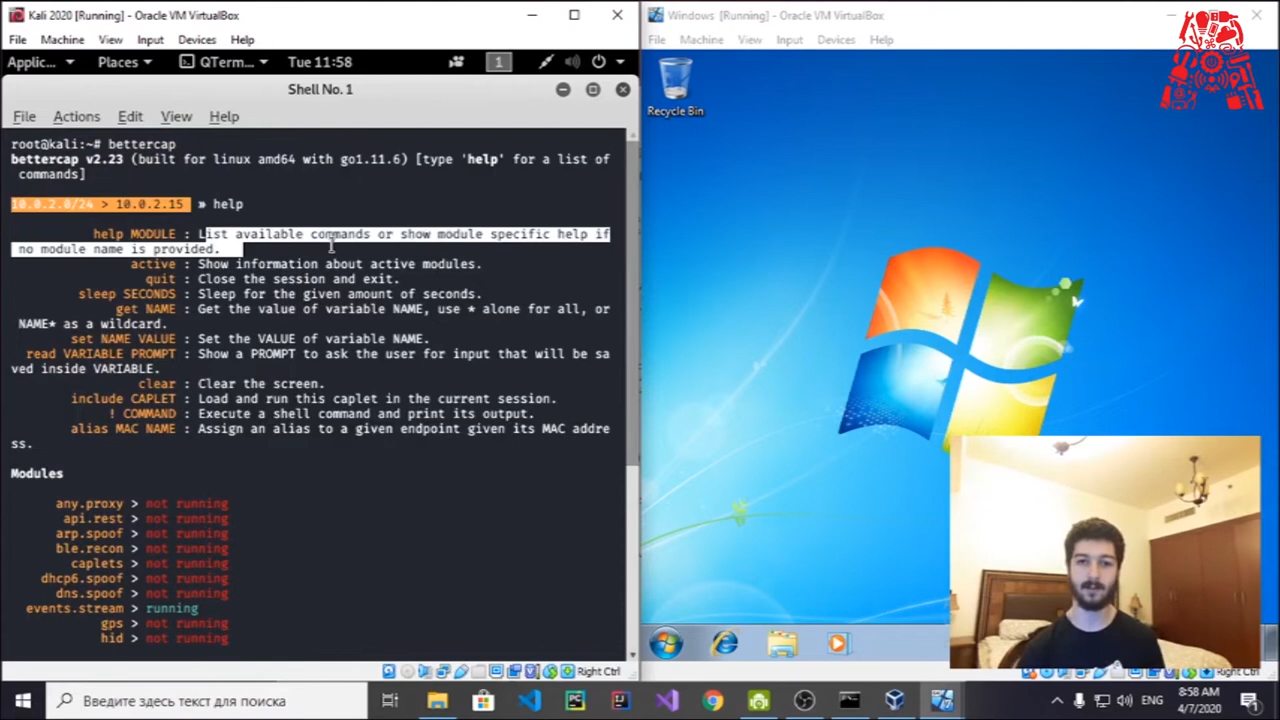 Kali 2020 [Running] - Oracle VM VirtualBox
File Machine View Input Devices Help
Applic... Places QTerm... Tue 11:58 1
Shell No. 1
File Actions Edit View Help
root@kali:~# bettercap
bettercap v2.23 (built for linux amd64 with go1.11.6) [type 'help' for a list of
commands]
10.0.2.0/24 > 10.0.2.15 » help
help MODULE : List available commands or show module specific help if
no module name is provided.
active : Show information about active modules.
quit : Close the session and exit.
sleep SECONDS : Sleep for the given amount of seconds.
get NAME : Get the value of variable NAME, use * alone for all, or
NAME* as a wildcard.
set NAME VALUE : Set the VALUE of variable NAME.
read VARIABLE PROMPT : Show a PROMPT to ask the user for input that will be sa
ved inside VARIABLE.
clear : Clear the screen.
include CAPLET : Load and run this caplet in the current session.
! COMMAND : Execute a shell command and print its output.
alias MAC NAME : Assign an alias to a given endpoint given its MAC addre
ss.
Modules
any.proxy > not running
api.rest > not running
arp.spoof > not running
ble.recon > not running
caplets > not running
dhcp6.spoof > not running
dns.spoof > not running
events.stream > running
gps > not running
hid > not running
Right Ctrl
Windows [Running] - Oracle VM VirtualBox
File Machine View Input Devices Help
Recycle Bin
Right Ctrl
Введите здесь текст для поиска
ENG
8:58 AM
4/7/2020
1